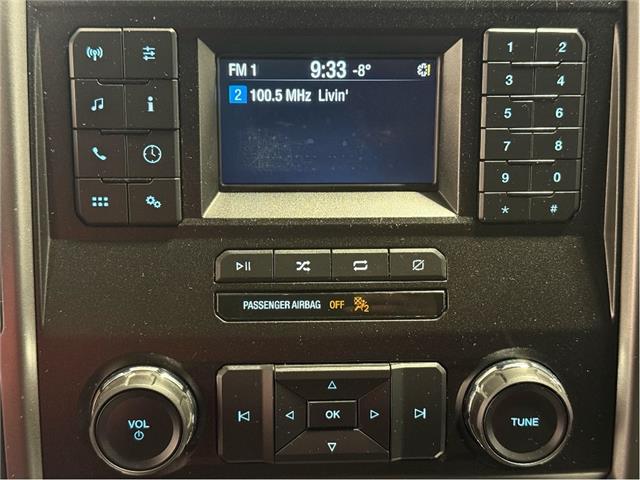 FM 1 9:33 -8°
2 100.5 MHz Livin'
1 2
3 4
5 6
7 8
9 0
* #
PASSENGER AIRBAG OFF 2
VOL
OK
TUNE